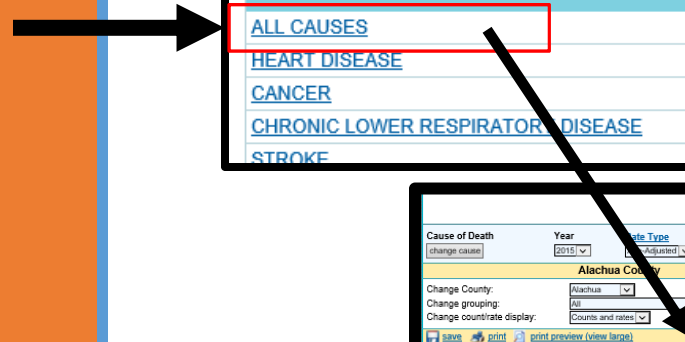 ALL CAUSES
HEART DISEASE
CANCER
CHRONIC LOWER RESPIRATORY DISEASE
STROKE
Cause of Death Year Rate Type
change cause 2015 Age-Adjusted
Alachua County
Change County: Alachua
Change grouping: All
Change count/rate display: Counts and rates
save print print preview (view large)